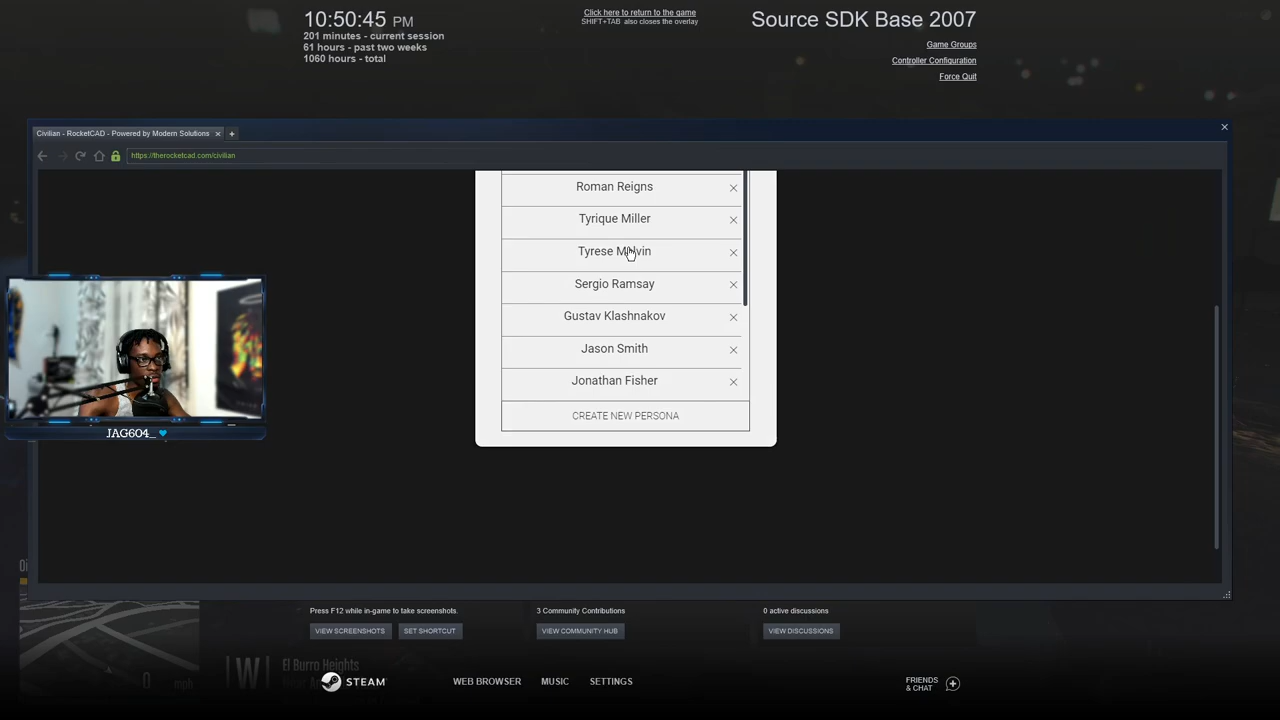 10:50:45 PM
201 minutes - current session
61 hours - past two weeks
1060 hours - total
Click here to return to the game
SHIFT+TAB also closes the overlay
Source SDK Base 2007
Game Groups
Controller Configuration
Force Quit
Civilian - RocketCAD - Powered by Modern Solutions
https://therocketcad.com/civilian
Roman Reigns
Tyrique Miller
Tyrese
Sergio Ramsay
Gustav Klashnakov
Jason Smith
Jonathan Fisher
CREATE NEW PERSONA
JAG604_
Press F12 while in-game to take screenshots.
VIEW SCREENSHOTS
SET SHORTCUT
3 Community Contributions
VIEW COMMUNITY HUB
0 active discussions
VIEW DISCUSSIONS
0 mph
W
El Burro Heights
STEAM
WEB BROWSER
MUSIC
SETTINGS
FRIENDS
& CHAT